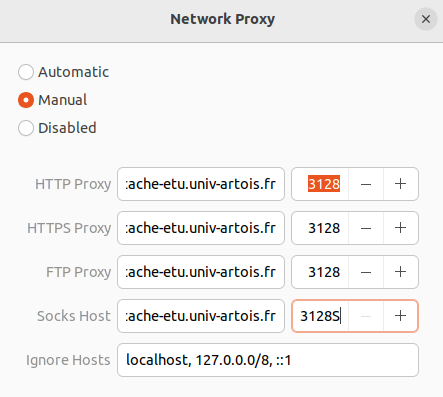 Network Proxy
Automatic
Manual
Disabled
HTTP Proxy :ache-etu.univ-artois.fr 3128
HTTPS Proxy :ache-etu.univ-artois.fr 3128
FTP Proxy :ache-etu.univ-artois.fr 3128
Socks Host :ache-etu.univ-artois.fr 3128S
Ignore Hosts localhost, 127.0.0.0/8, ::1